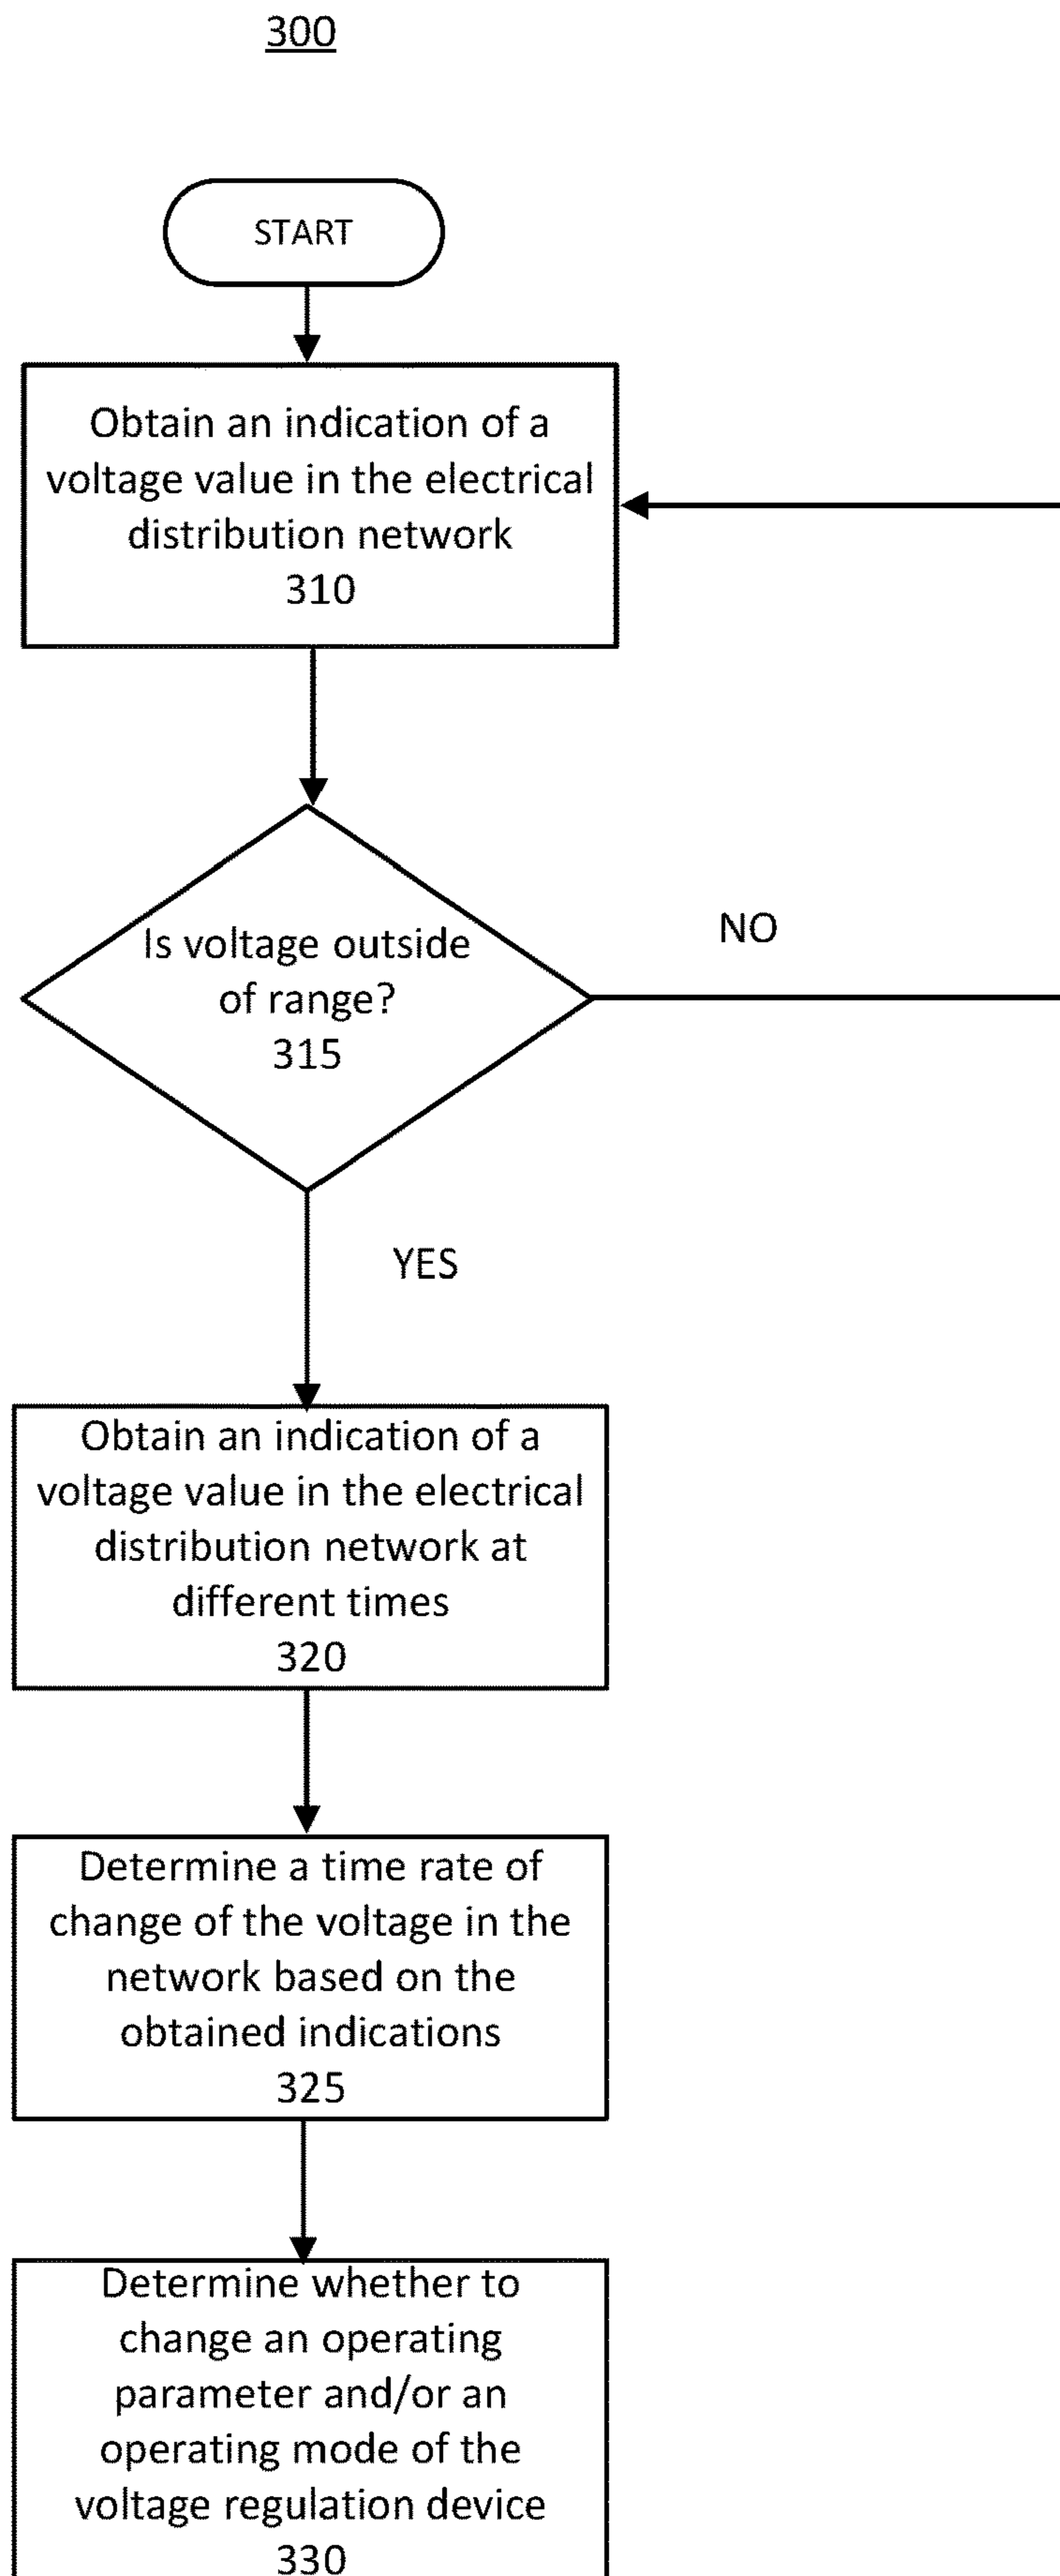 300
START
Obtain an indication of a
voltage value in the electrical
distribution network
310
Is voltage outside
of range?
315
NO
YES
Obtain an indication of a
voltage value in the electrical
distribution network at
different times
320
Determine a time rate of
change of the voltage in the
network based on the
obtained indications
325
Determine whether to
change an operating
parameter and/or an
operating mode of the
voltage regulation device
330